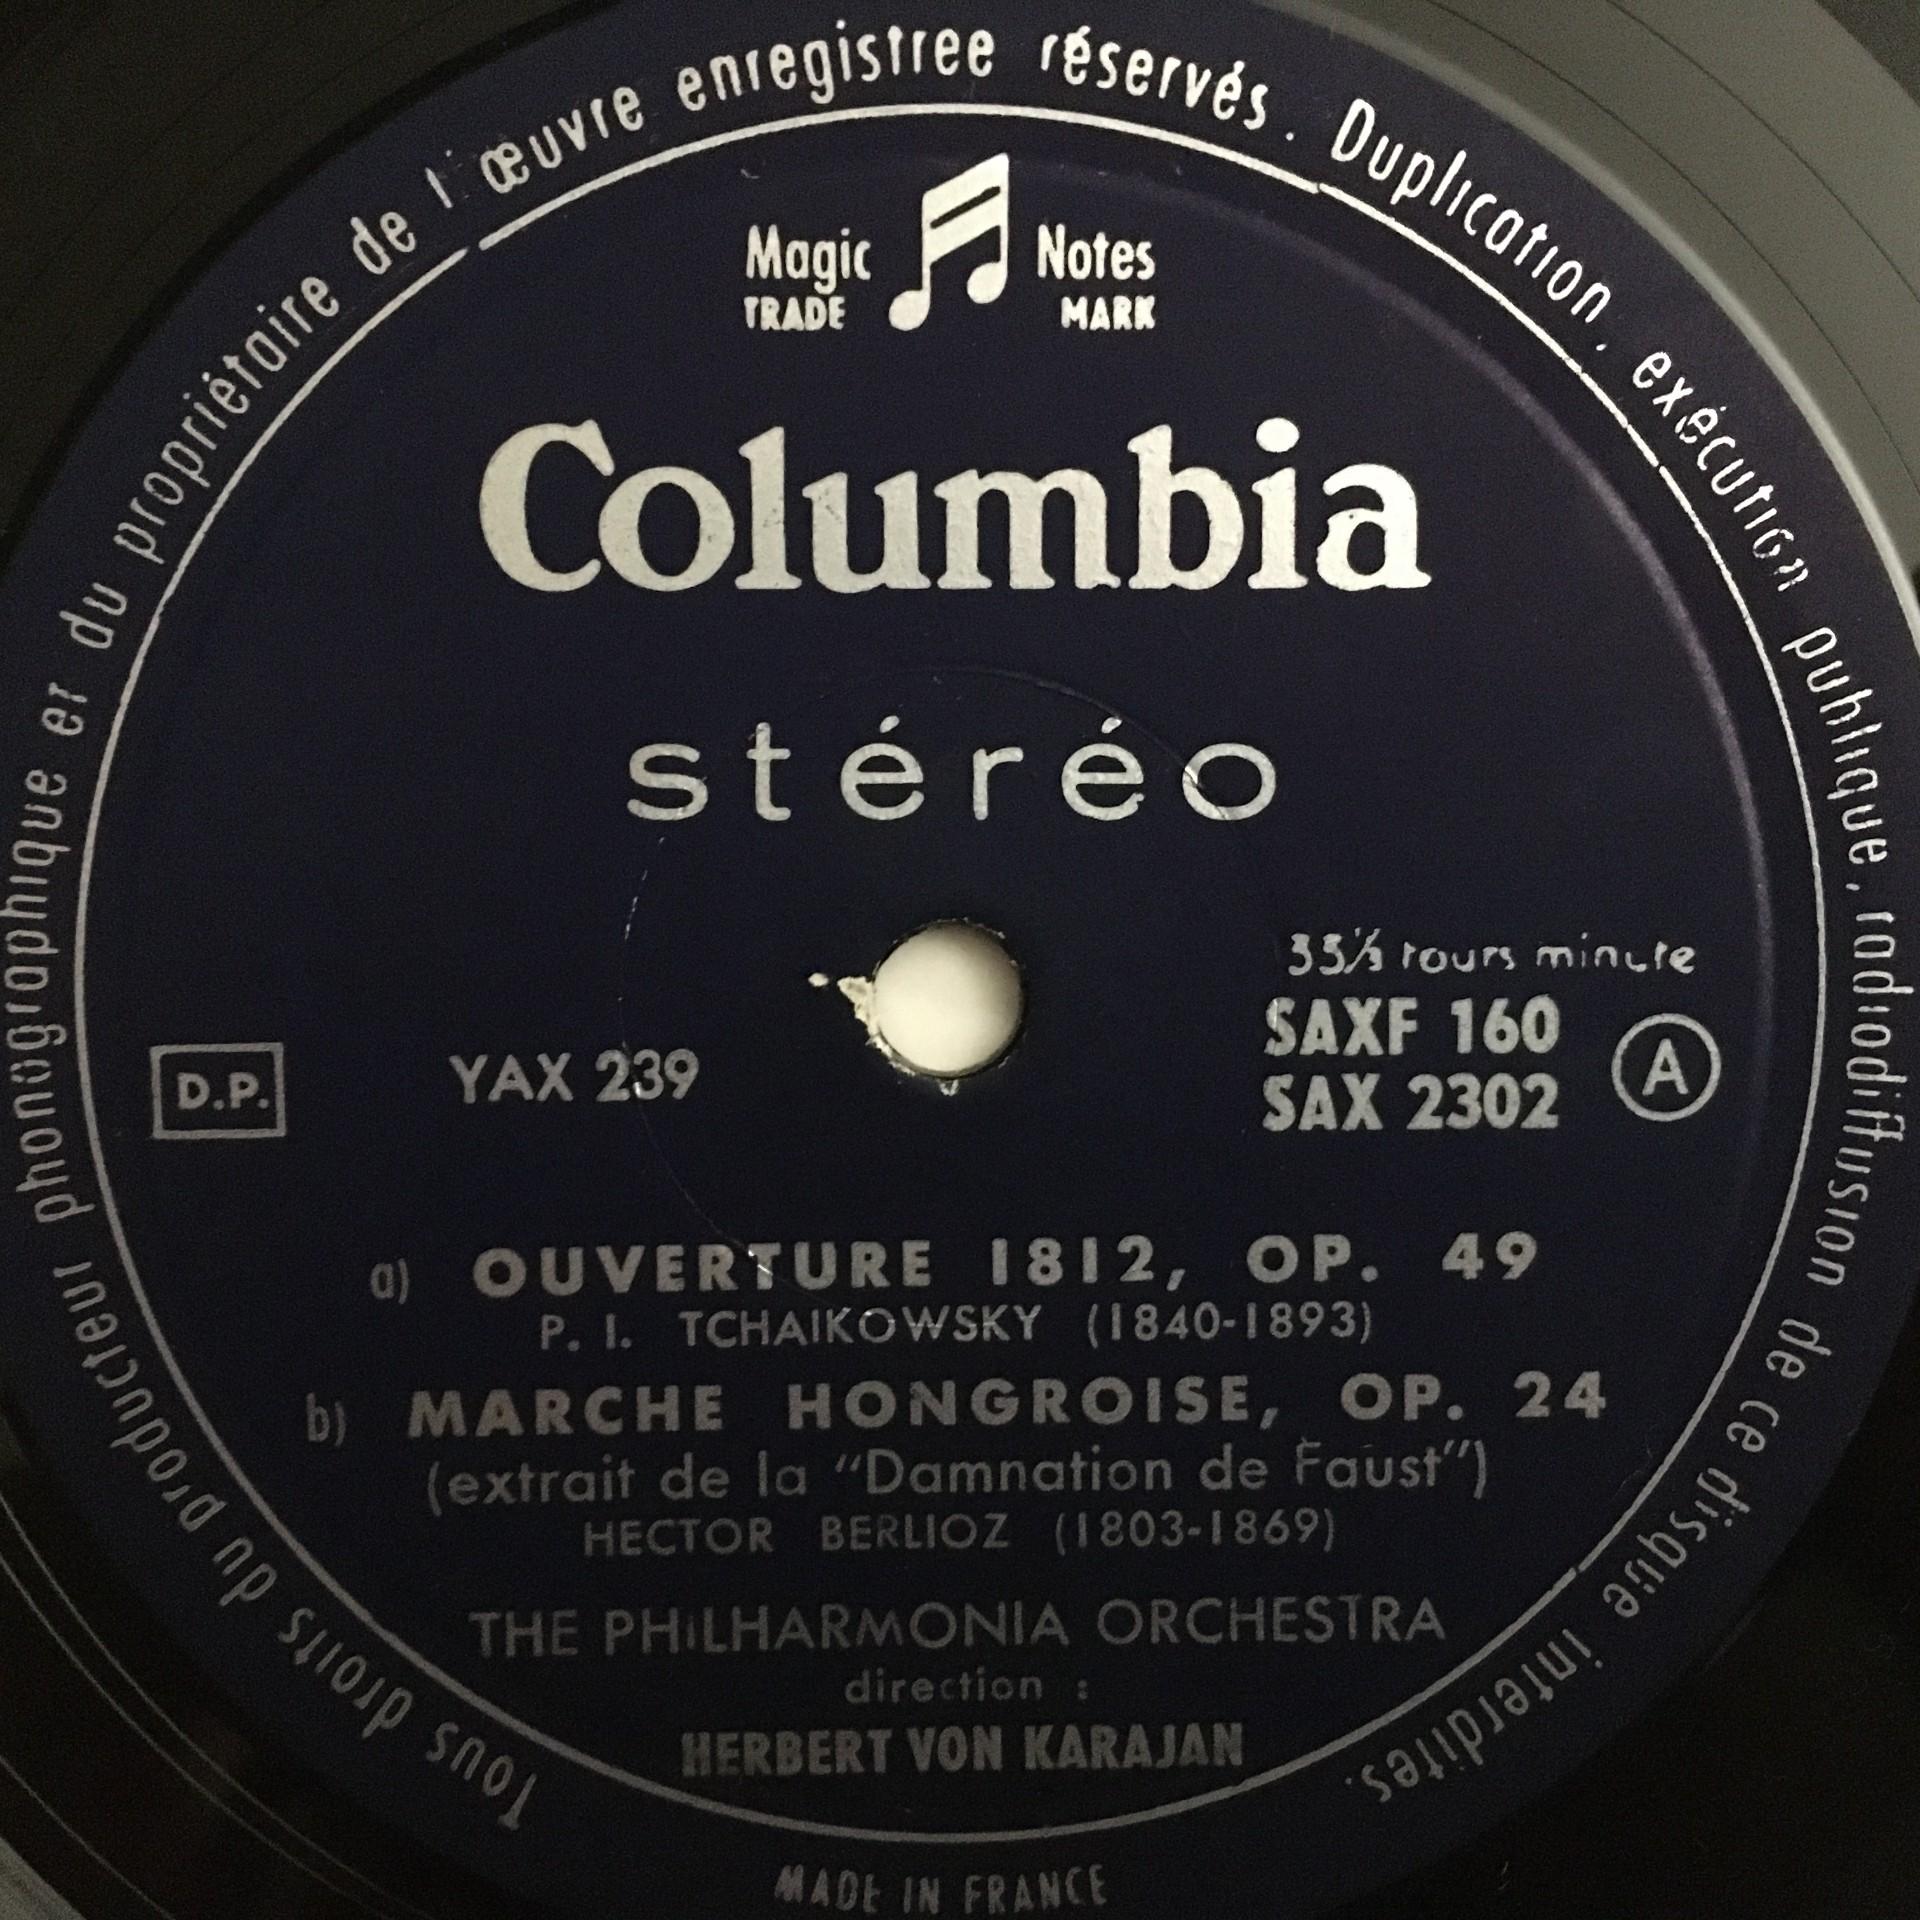 Tous droits du producteur phonographique et du propriétaire de l'œuvre enregistree réservés. Duplication, exécution publique, radiodiffusion de ce disque interdites.
Magic Notes
TRADE MARK
Columbia
stéréo
33⅓ tours minute
SAXF 160
SAX 2302
A
D.P.
YAX 239
a) OUVERTURE 1812, OP. 49
P. I. TCHAIKOWSKY (1840-1893)
b) MARCHE HONGROISE, OP. 24
(extrait de la "Damnation de Faust")
HECTOR BERLIOZ (1803-1869)
THE PHILHARMONIA ORCHESTRA
direction :
HERBERT VON KARAJAN
MADE IN FRANCE